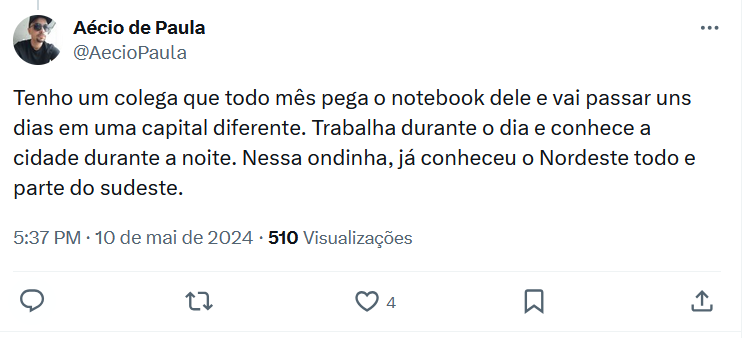 Aécio de Paula
@AecioPaula
Tenho um colega que todo mês pega o notebook dele e vai passar uns
dias em uma capital diferente. Trabalha durante o dia e conhece a
cidade durante a noite. Nessa ondinha, já conheceu o Nordeste todo e
parte do sudeste.
5:37 PM · 10 de mai de 2024 · 510 Visualizações
4